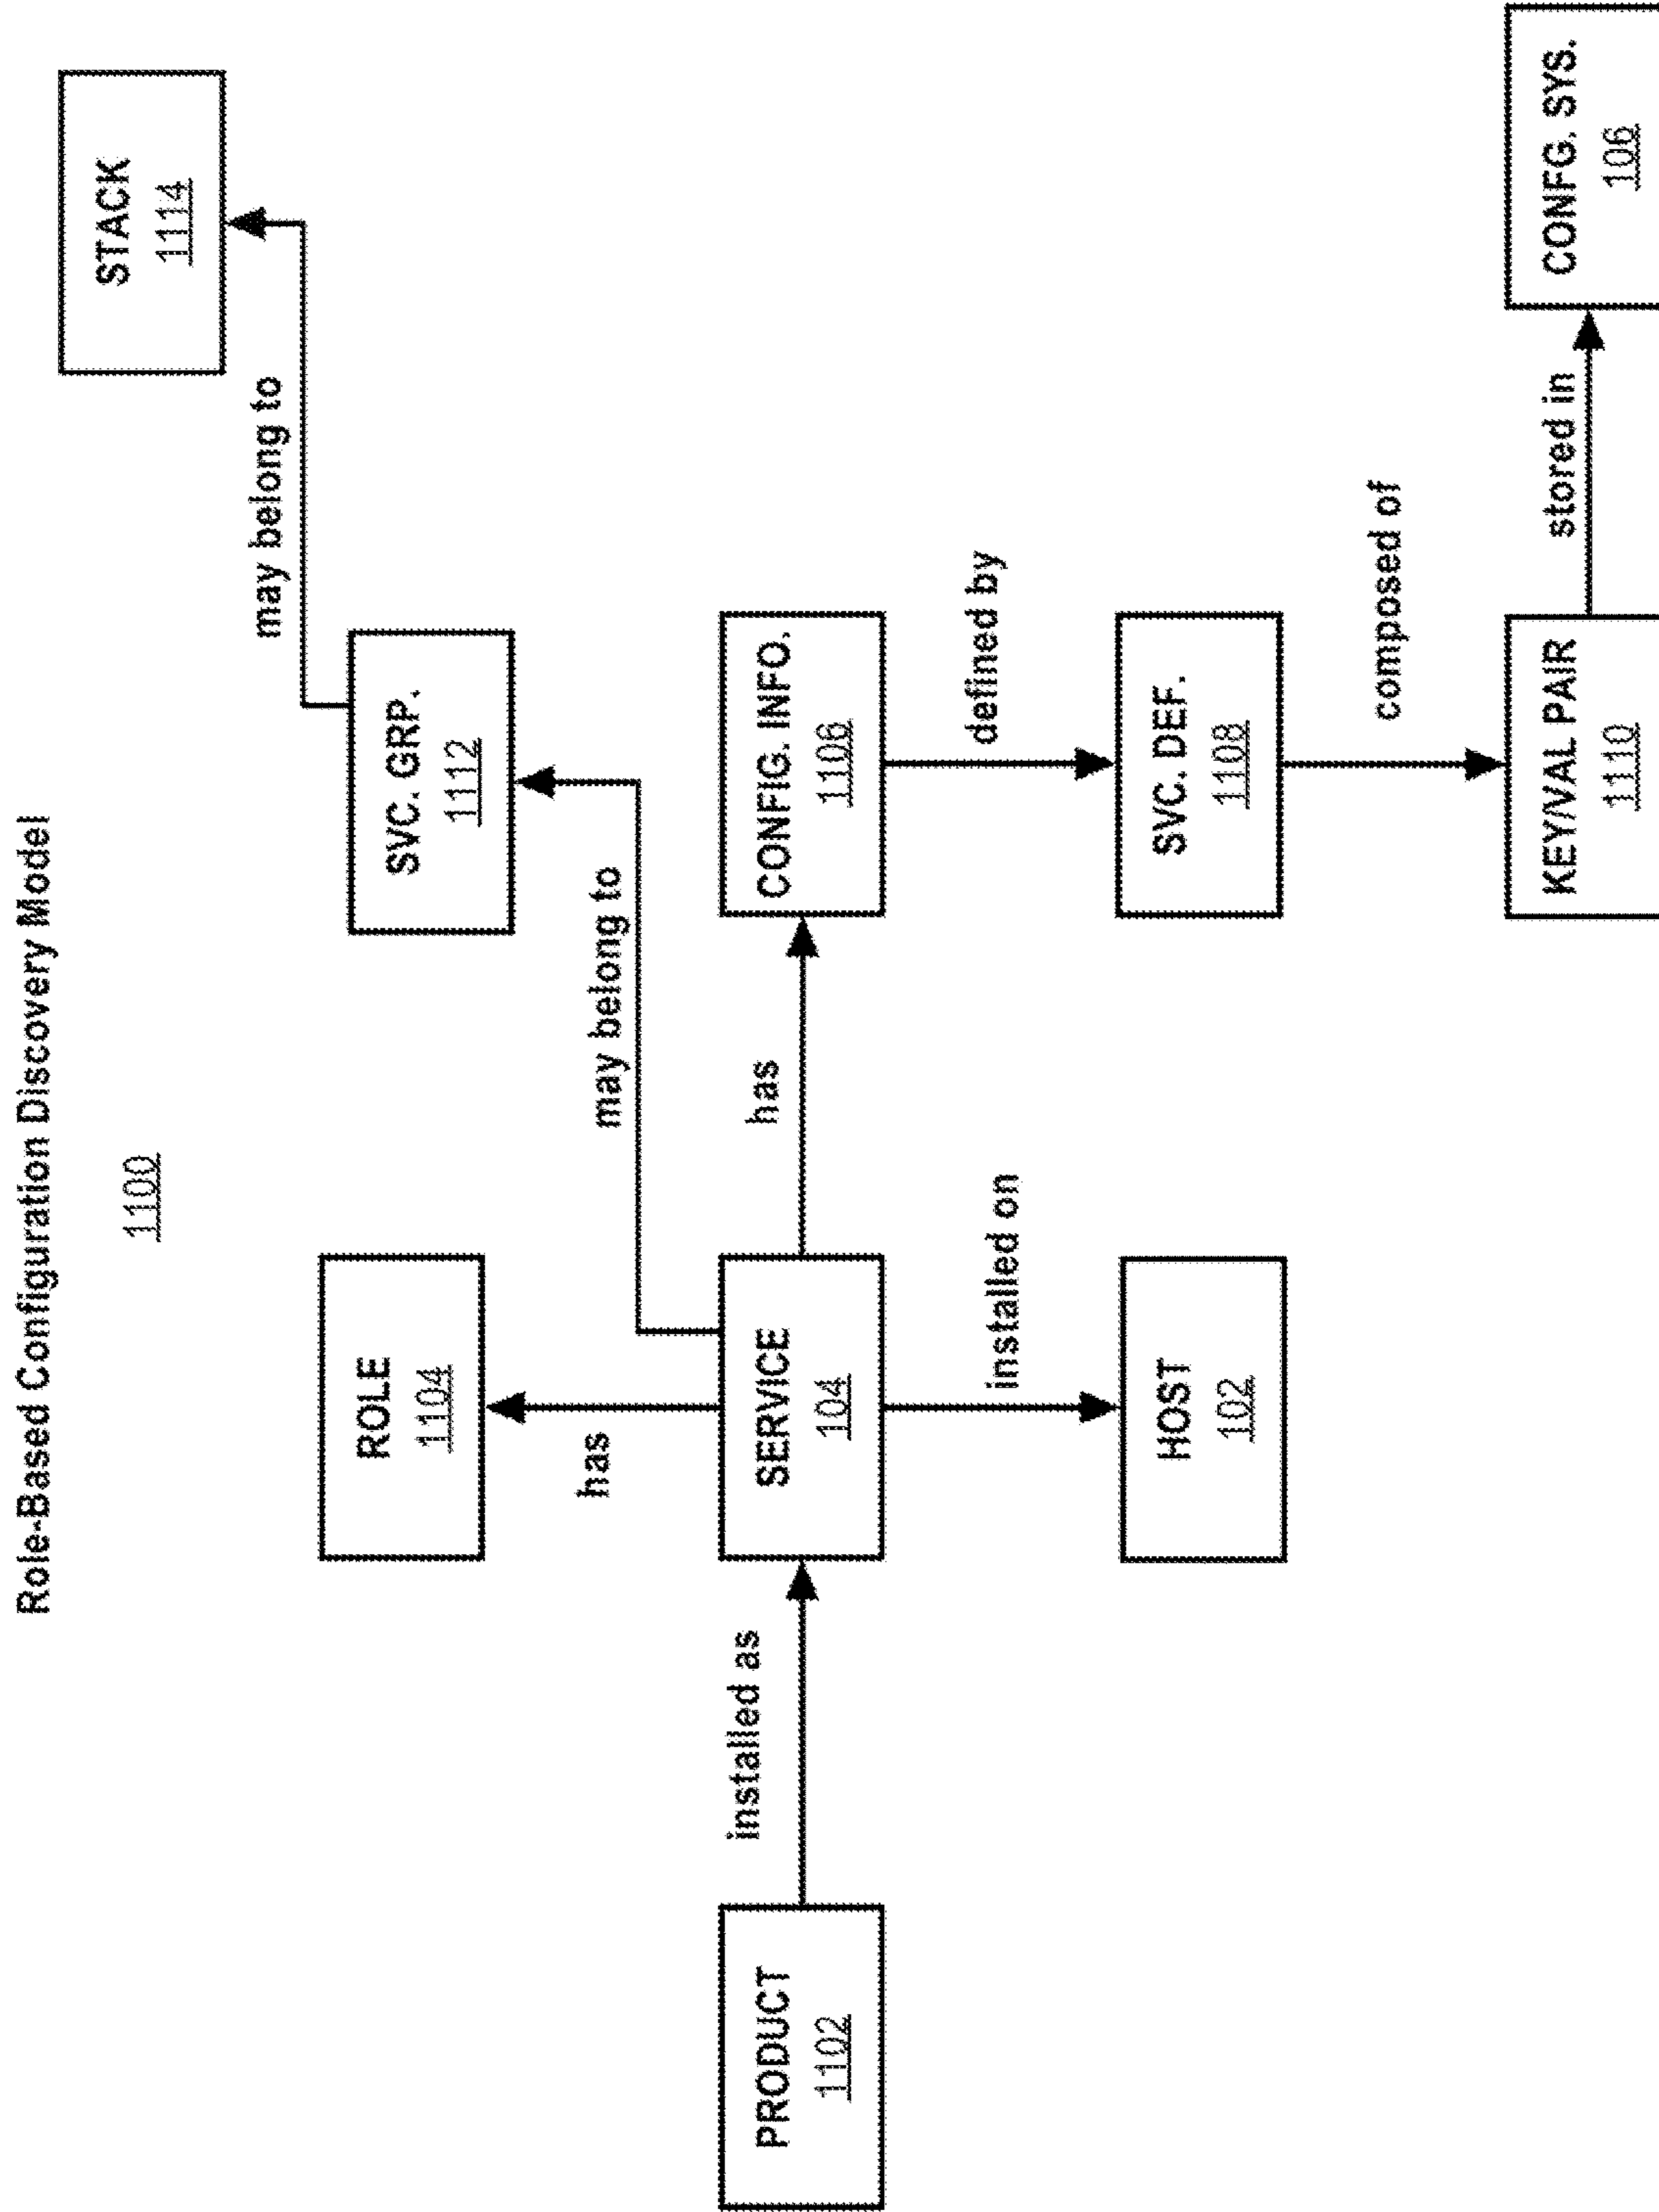 Role-Based Configuration Discovery Model
1100
STACK
1114
may belong to
SVC. GRP.
1112
may belong to
ROLE
1104
has
PRODUCT
1102
installed as
SERVICE
104
has
CONFIG. INFO.
1106
installed on
defined by
HOST
102
SVC. DEF.
1108
composed of
KEY/VAL PAIR
1110
stored in
CONFG. SYS.
106